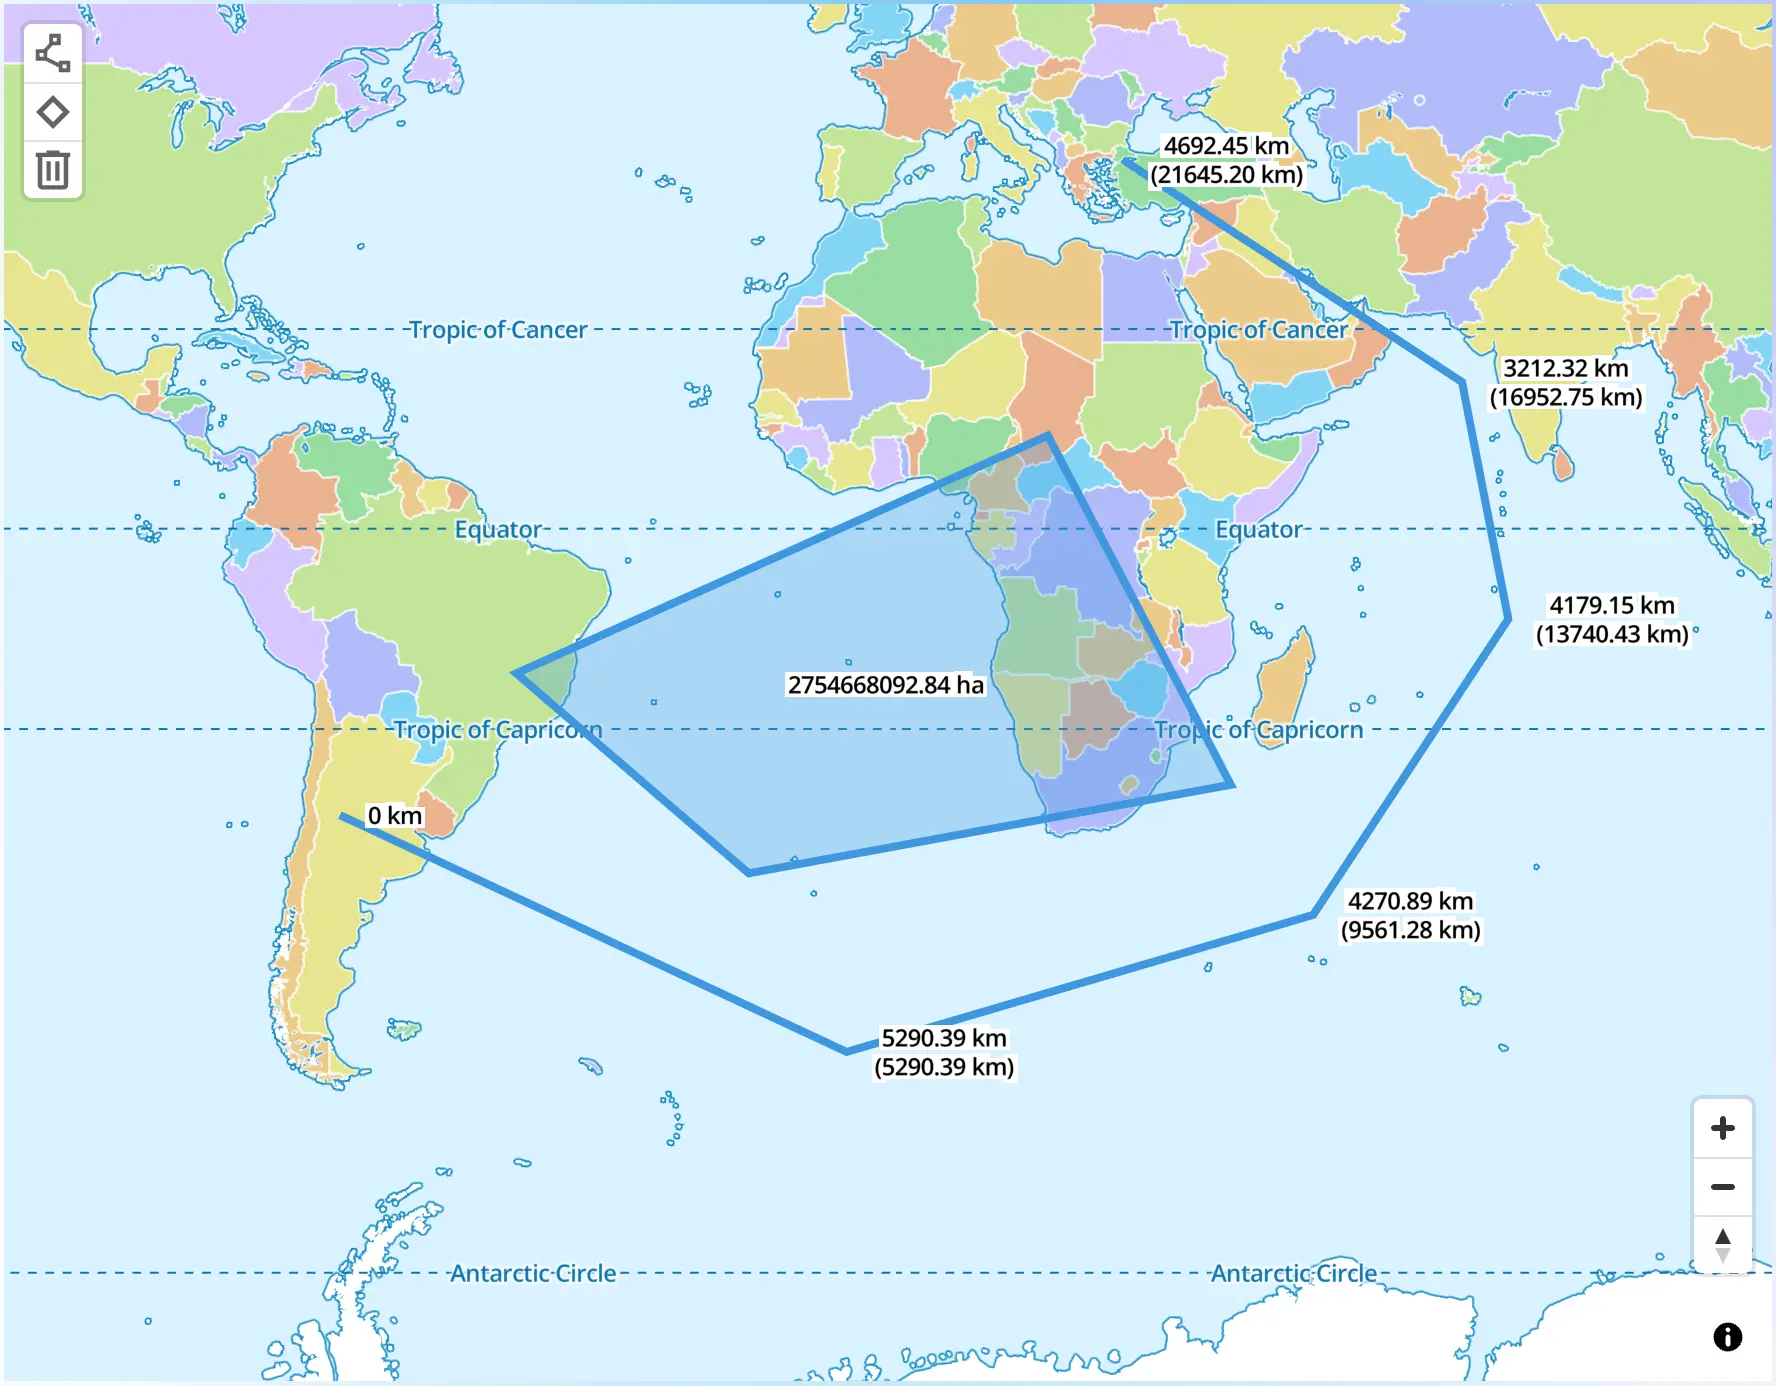 4692.45 km
(21645.20 km)
Tropic of Cancer
Tropic of Cancer
3212.32 km
(16952.75 km)
Equator
Equator
4179.15 km
(13740.43 km)
2754668092.84 ha
Tropic of Capricorn
Tropic of Capricorn
0 km
4270.89 km
(9561.28 km)
5290.39 km
(5290.39 km)
Antarctic Circle
Antarctic Circle